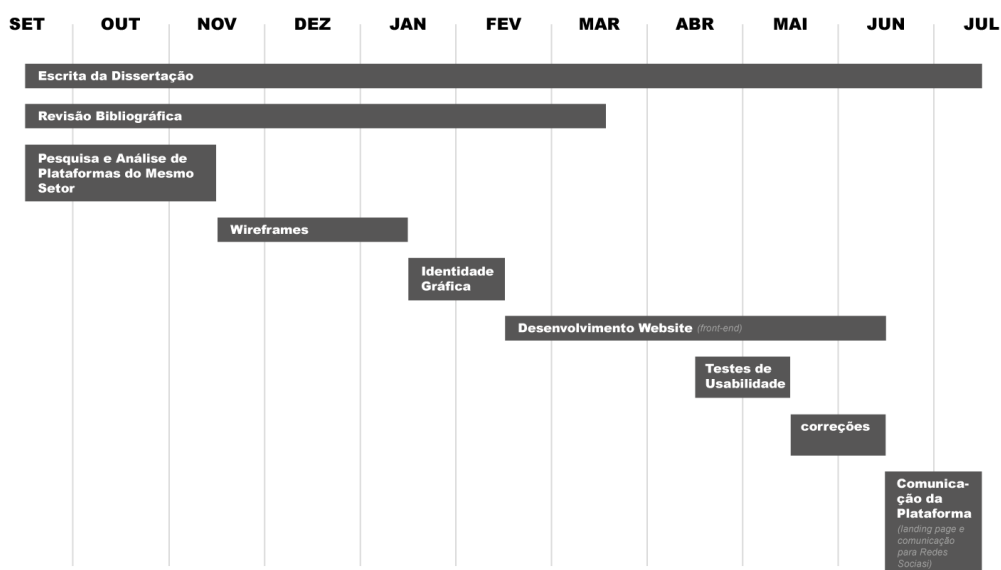 SET OUT NOV DEZ JAN FEV MAR ABR MAI JUN JUL
Escrita da Dissertação
Revisão Bibliográfica
Pesquisa e Análise de
Plataformas do Mesmo
Setor
Wireframes
Identidade
Gráfica
Desenvolvimento Website (front-end)
Testes de
Usabilidade
correções
Comunica-
ção da
Plataforma
(landing page e
comunicação
para Redes
Sociasi)